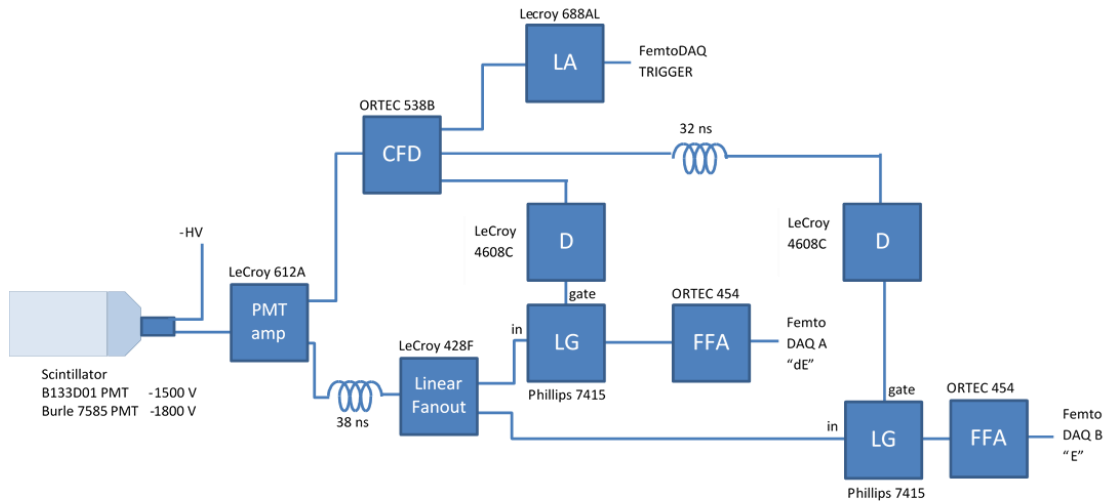 Lecroy 688AL
LA
FemtoDAQ
TRIGGER
ORTEC 538B
CFD
32 ns
LeCroy
4608C
D
LeCroy
4608C
D
-HV
LeCroy 612A
PMT
amp
gate
in
LG
Phillips 7415
ORTEC 454
FFA
Femto
DAQ A
“dE”
LeCroy 428F
Linear
Fanout
38 ns
Scintillator
B133D01 PMT -1500 V
Burle 7585 PMT -1800 V
gate
in
LG
Phillips 7415
ORTEC 454
FFA
Femto
DAQ B
“E”